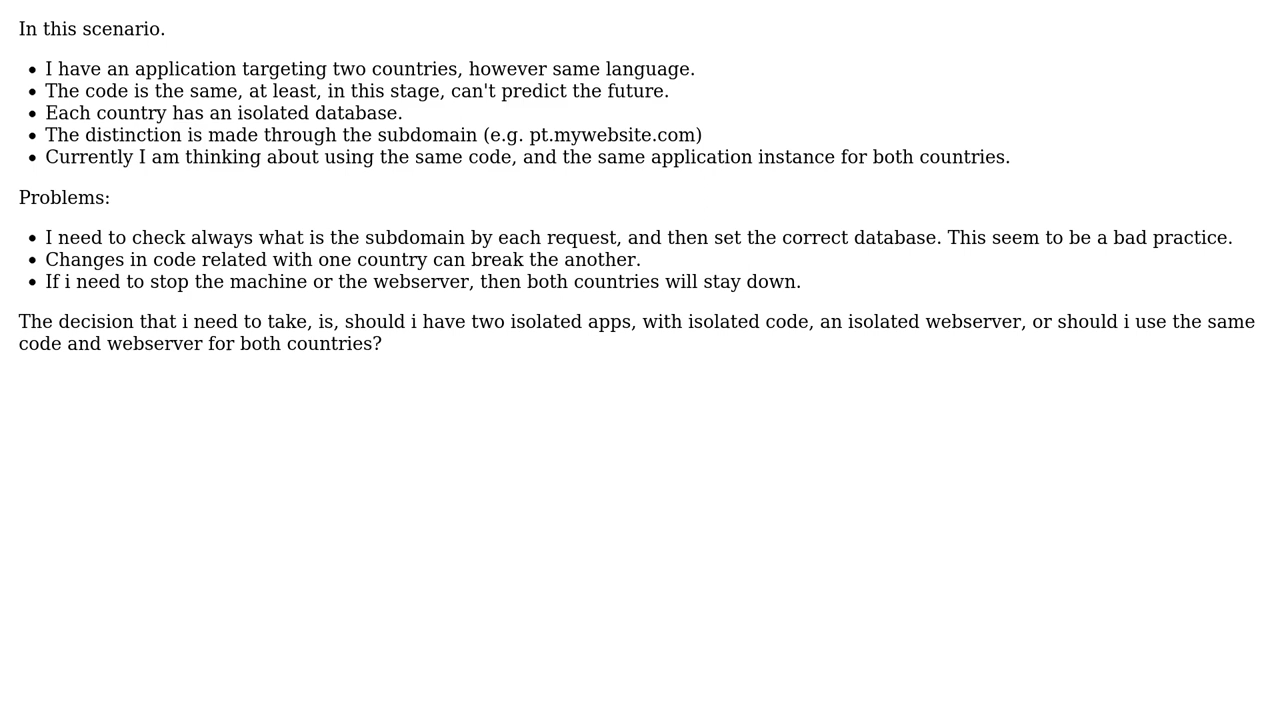 In this scenario.
I have an application targeting two countries, however same language.
The code is the same, at least, in this stage, can't predict the future.
Each country has an isolated database.
The distinction is made through the subdomain (e.g. pt.mywebsite.com)
Currently I am thinking about using the same code, and the same application instance for both countries.
Problems:
I need to check always what is the subdomain by each request, and then set the correct database. This seem to be a bad practice.
Changes in code related with one country can break the another.
If i need to stop the machine or the webserver, then both countries will stay down.
The decision that i need to take, is, should i have two isolated apps, with isolated code, an isolated webserver, or should i use the same
code and webserver for both countries?